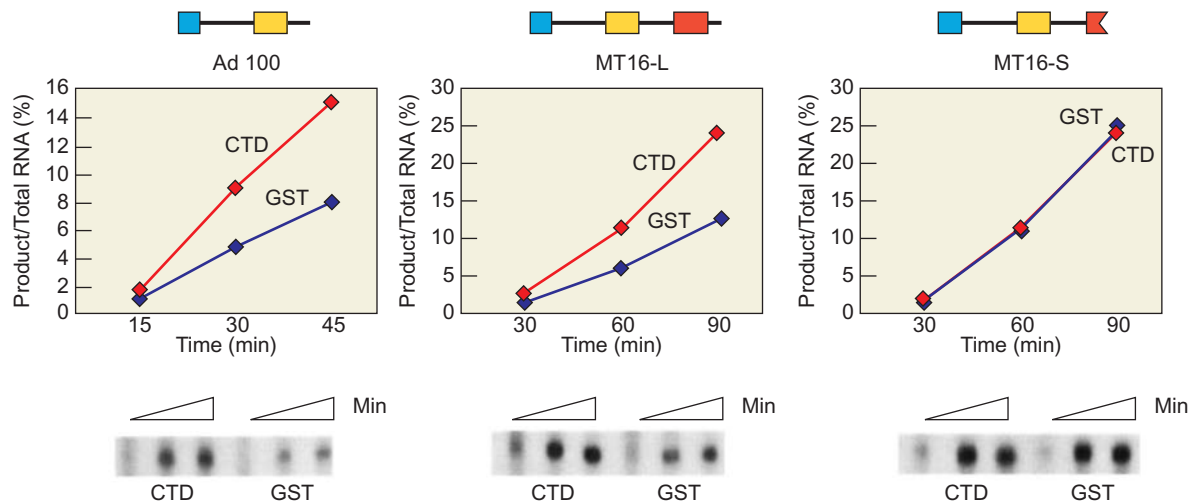 Ad 100
MT16-L
MT16-S
Product/Total RNA (%)
16
14
12
10
8
6
4
2
0
CTD
GST
15 30 45
Time (min)
Product/Total RNA (%)
30
25
20
15
10
5
0
CTD
GST
30 60 90
Time (min)
Product/Total RNA (%)
30
25
20
15
10
5
0
GST
CTD
30 60 90
Time (min)
Min
CTD GST
Min
CTD GST
Min
CTD GST